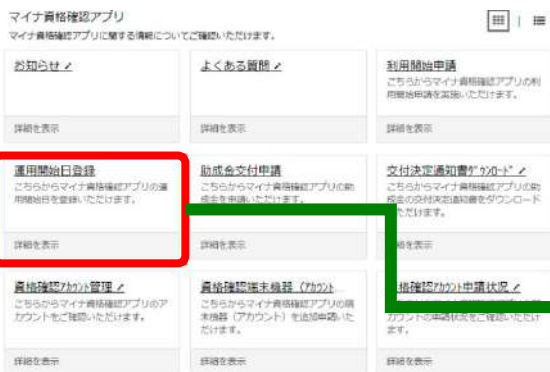 マイナ資格確認アプリ
マイナ資格確認アプリに関する情報についてご確認いただけます。
お知らせ
よくある質問
利用開始申請
こちらからマイナ資格確認アプリの利
用開始申請を実施いただけます。
詳細を表示
詳細を表示
詳細を表示
運用開始日登録
こちらからマイナ資格確認アプリの運
用開始日を登録いただけます。
助成金交付申請
こちらからマイナ資格確認アプリの助
成金を申請いただけます。
交付決定通知書ダウンロード
こちらからマイナ資格確認アプリの助
成金の交付決定通知書をダウンロード
ただけます。
詳細を表示
詳細を表示
細を表示
資格確認アカウント管理
こちらからマイナ資格確認アプリのア
カウントをご確認いただけます。
資格確認端末機器（アカウント...
こちらからマイナ資格確認アプリの端
末機器（アカウント）を追加申請いた
だけます。
格確認アカウント申請状況
カウントの申請状況をご確認いただけ
ます。
詳細を表示
詳細を表示
詳細を表示